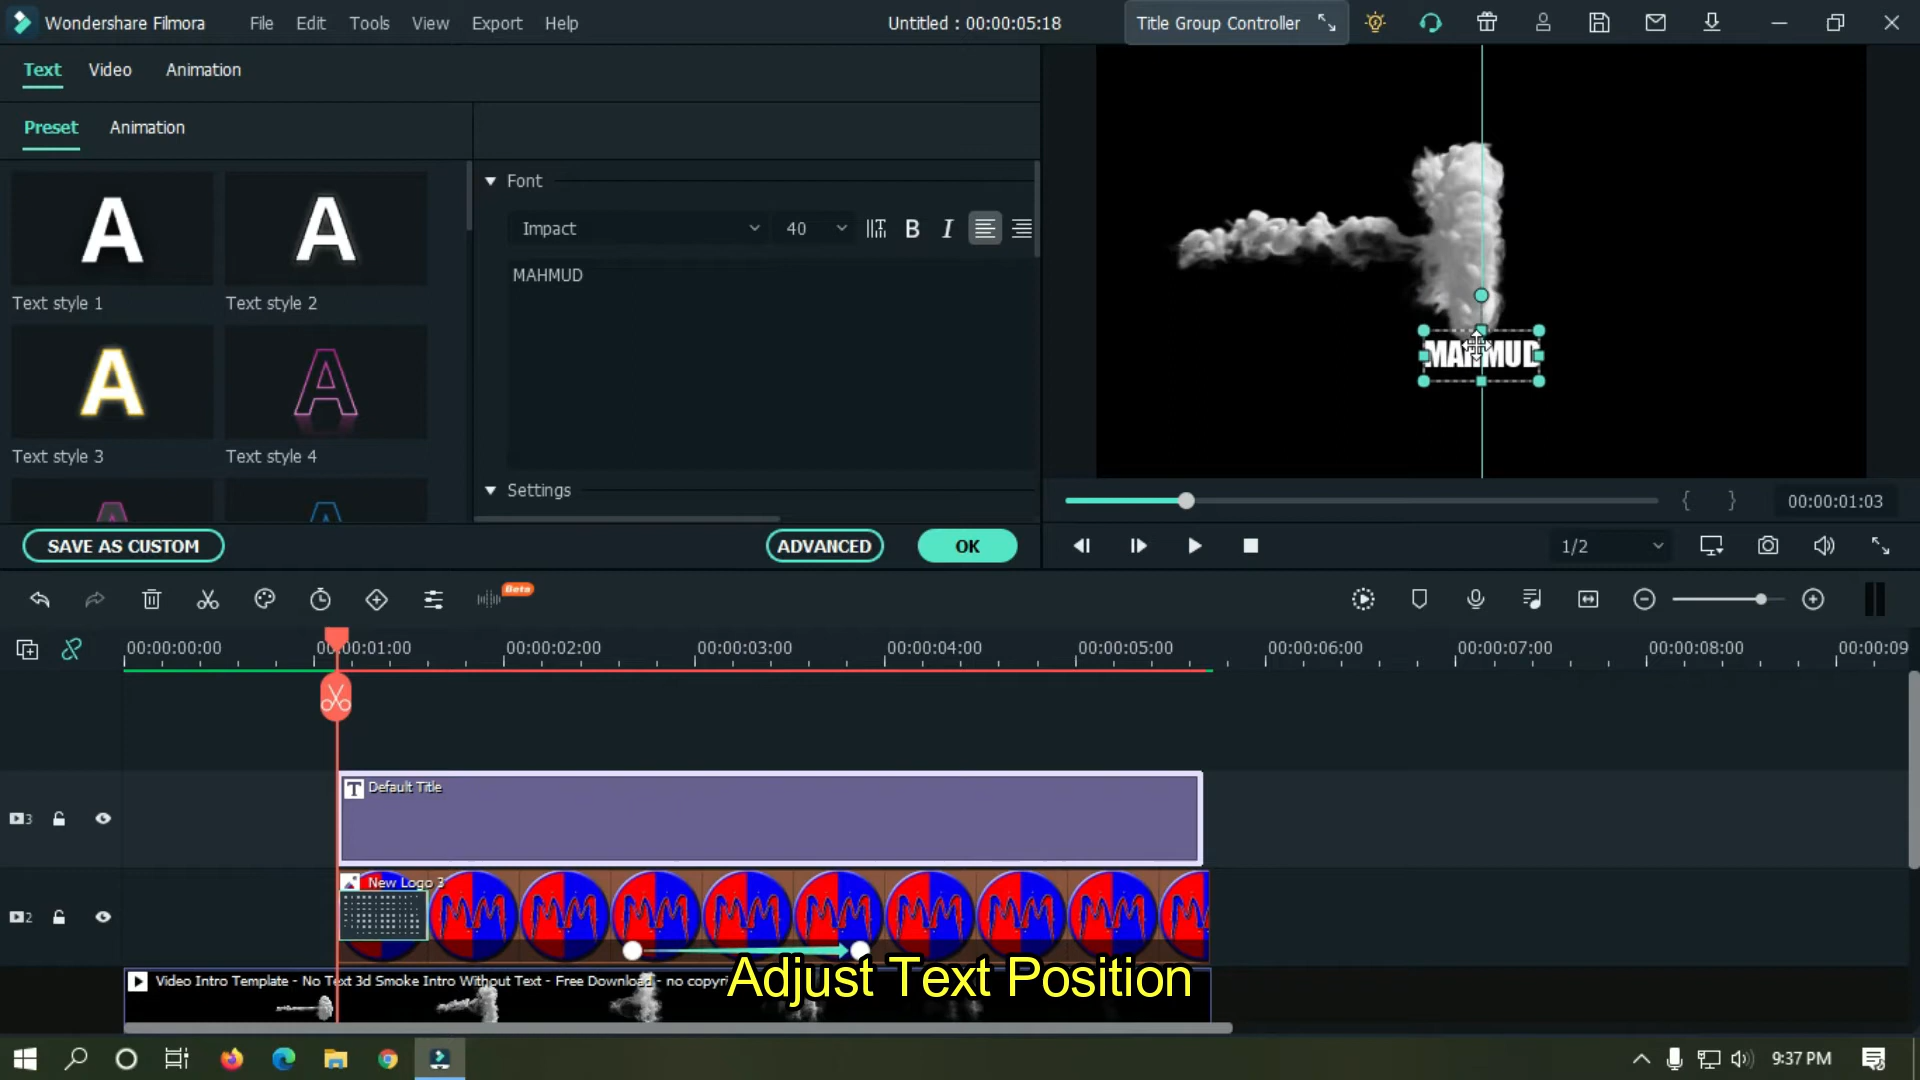 Wondershare Filmora File Edit Tools View Export Help Untitled : 00:00:05:18 Title Group Controller
Text Video Animation
Preset Animation
Font
Impact 40 B I
MAHMUD
Text style 1 Text style 2
Text style 3 Text style 4
Settings
SAVE AS CUSTOM ADVANCED OK
MAHMUD
{ } 00:00:01:03
1/2
Beta
00:00:00:00 00:00:01:00 00:00:02:00 00:00:03:00 00:00:04:00 00:00:05:00 00:00:06:00 00:00:07:00 00:00:08:00 00:00:09
3 Default Title
2 New Logo 3
Video Intro Template - No Text 3d Smoke Intro Without Text - Free Download - no copyri
Adjust Text Position
9:37 PM